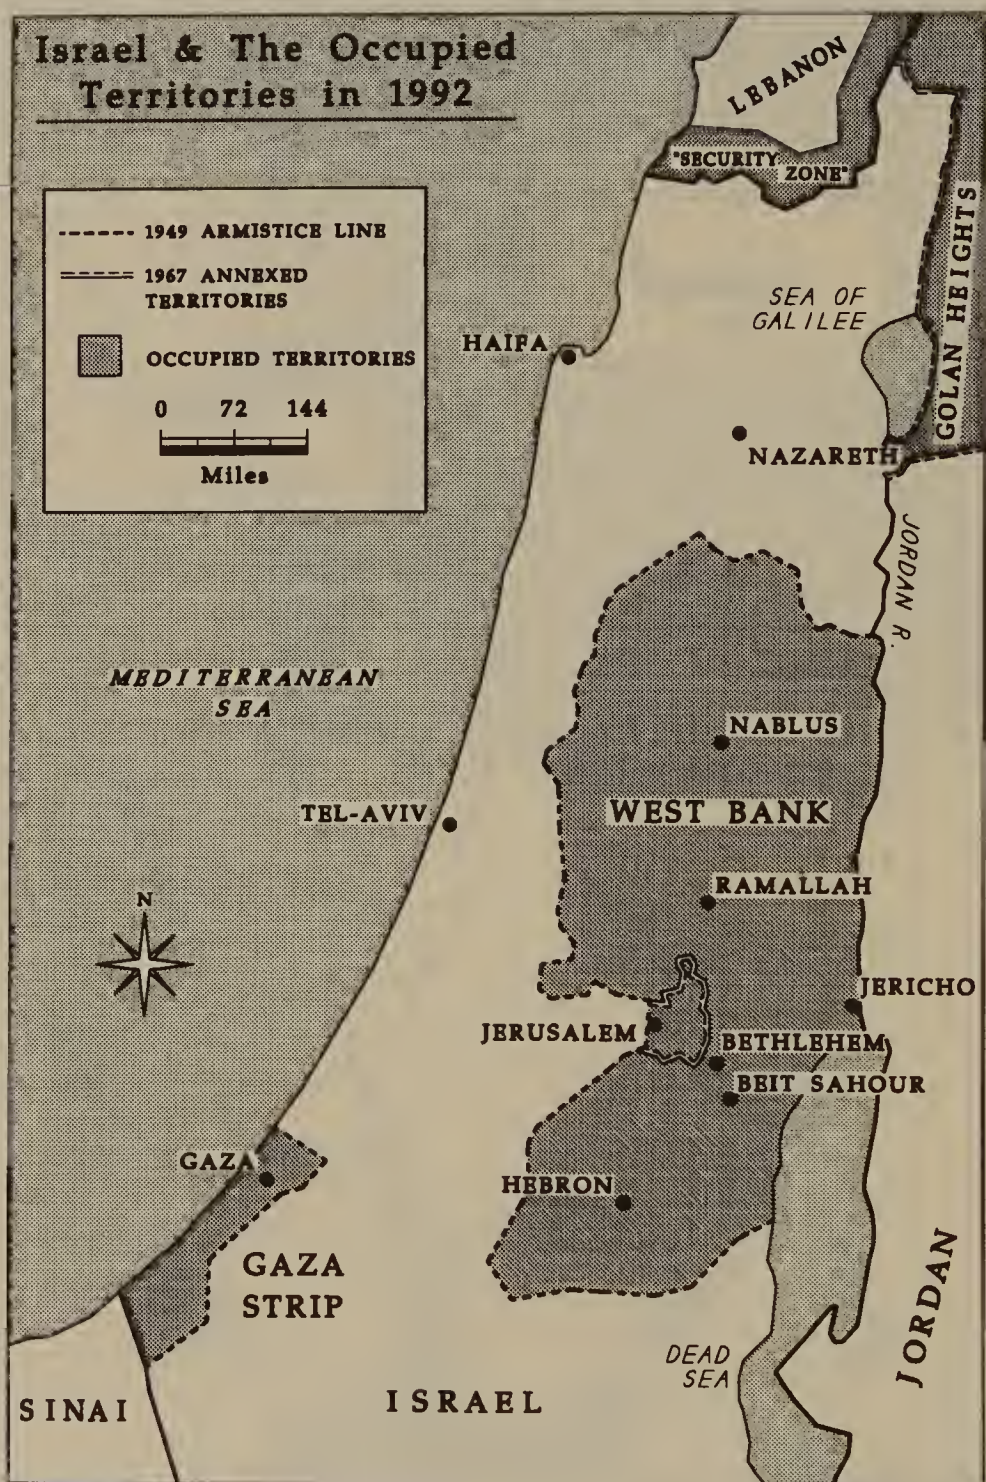 Israel & The Occupied
Territories in 1992
1949 ARMISTICE LINE
1967 ANNEXED
TERRITORIES
OCCUPIED TERRITORIES
0 72 144
Miles
LEBANON
"SECURITY ZONE"
GOLAN HEIGHTS
SEA OF
GALILEE
HAIFA
NAZARETH
JORDAN R.
MEDITERRANEAN
SEA
NABLUS
WEST BANK
TEL-AVIV
RAMALLAH
N
JERICHO
JERUSALEM
BETHLEHEM
BEIT SAHOUR
GAZA
HEBRON
GAZA
STRIP
JORDAN
DEAD
SEA
ISRAEL
SINAI